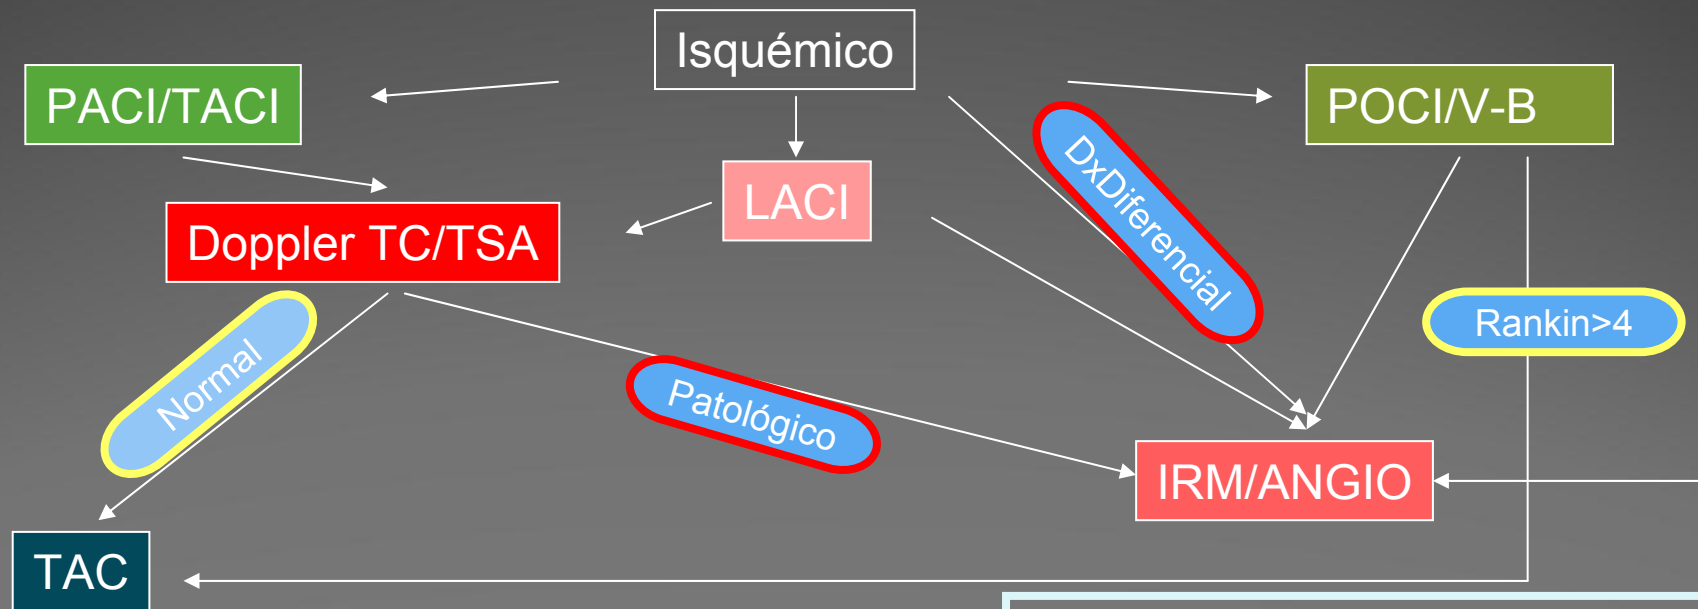 Isquémico
PACI/TACI
POCI/V-B
LACI
DxDiferencial
Doppler TC/TSA
Rankin>4
Normal
Patológico
IRM/ANGIO
TAC